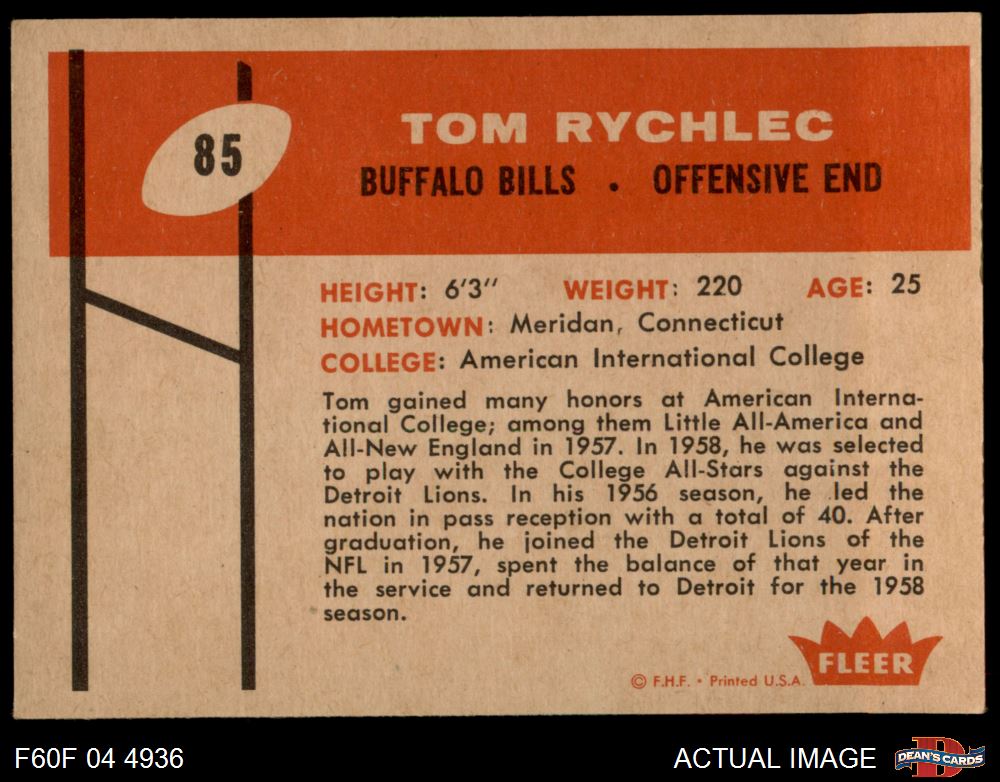 85
TOM RYCHLEC
BUFFALO BILLS • OFFENSIVE END
HEIGHT: 6'3" WEIGHT: 220 AGE: 25
HOMETOWN: Meridan, Connecticut
COLLEGE: American International College
Tom gained many honors at American Interna-
tional College; among them Little All-America and
All-New England in 1957. In 1958, he was selected
to play with the College All-Stars against the
Detroit Lions. In his 1956 season, he led the
nation in pass reception with a total of 40. After
graduation, he joined the Detroit Lions of the
NFL in 1957, spent the balance of that year in
the service and returned to Detroit for the 1958
season.
FLEER
© F.H.F. • Printed U.S.A.
F60F 04 4936
ACTUAL IMAGE
D
DEAN'S CARDS